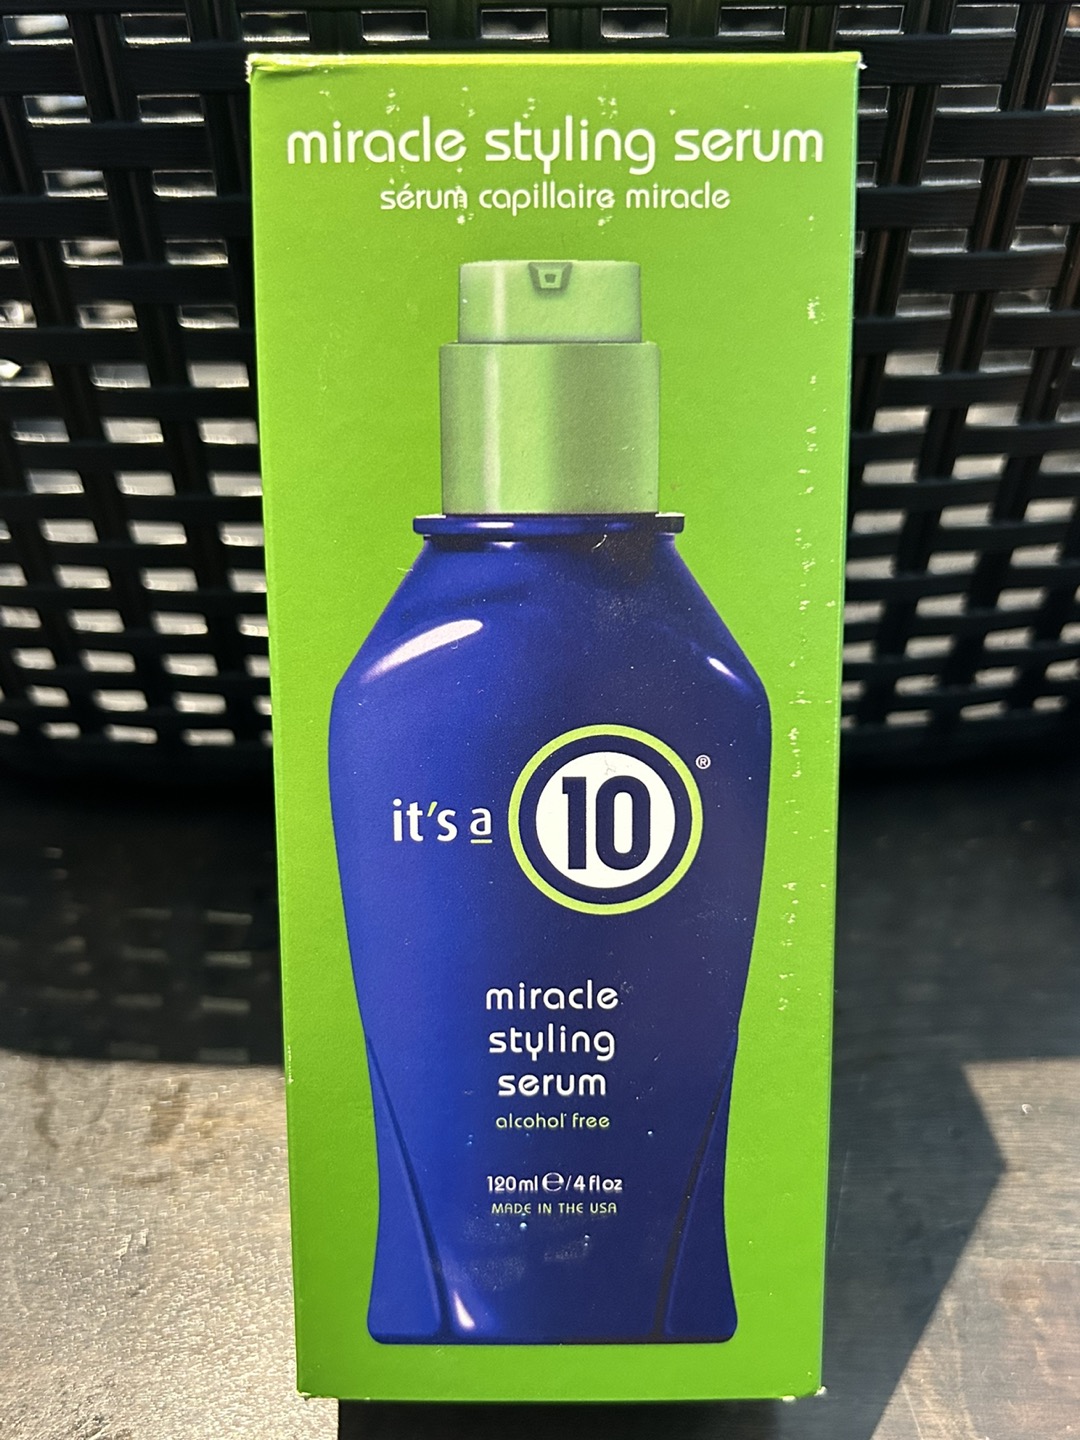 miracle styling serum
sérum capillaire miracle
it's a 10®
miracle
styling
serum
alcohol free
120ml℮/4 fl oz
MADE IN THE USA